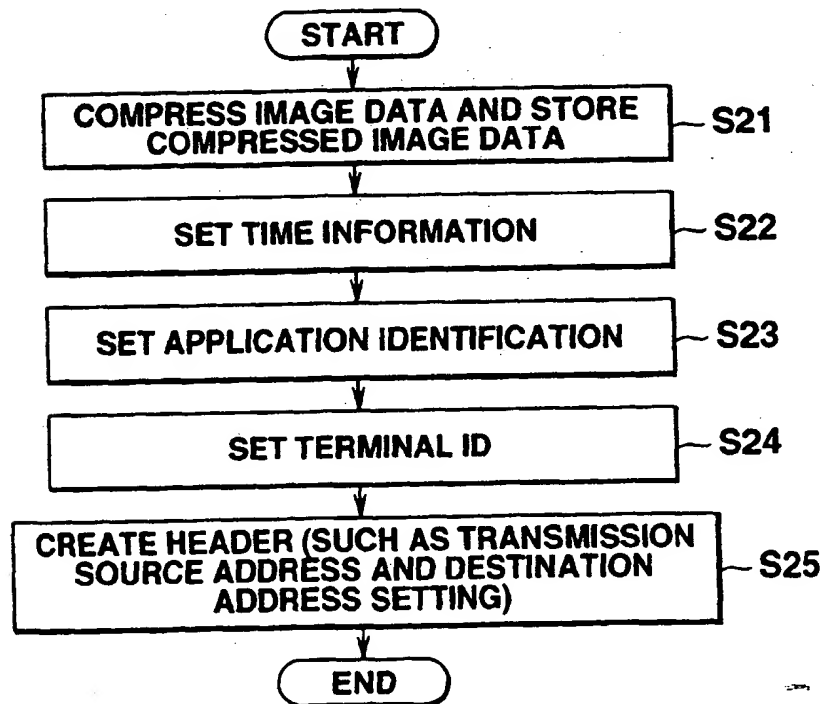 START
COMPRESS IMAGE DATA AND STORE
COMPRESSED IMAGE DATA
S21
SET TIME INFORMATION
S22
SET APPLICATION IDENTIFICATION
S23
SET TERMINAL ID
S24
CREATE HEADER (SUCH AS TRANSMISSION
SOURCE ADDRESS AND DESTINATION
ADDRESS SETTING)
S25
END